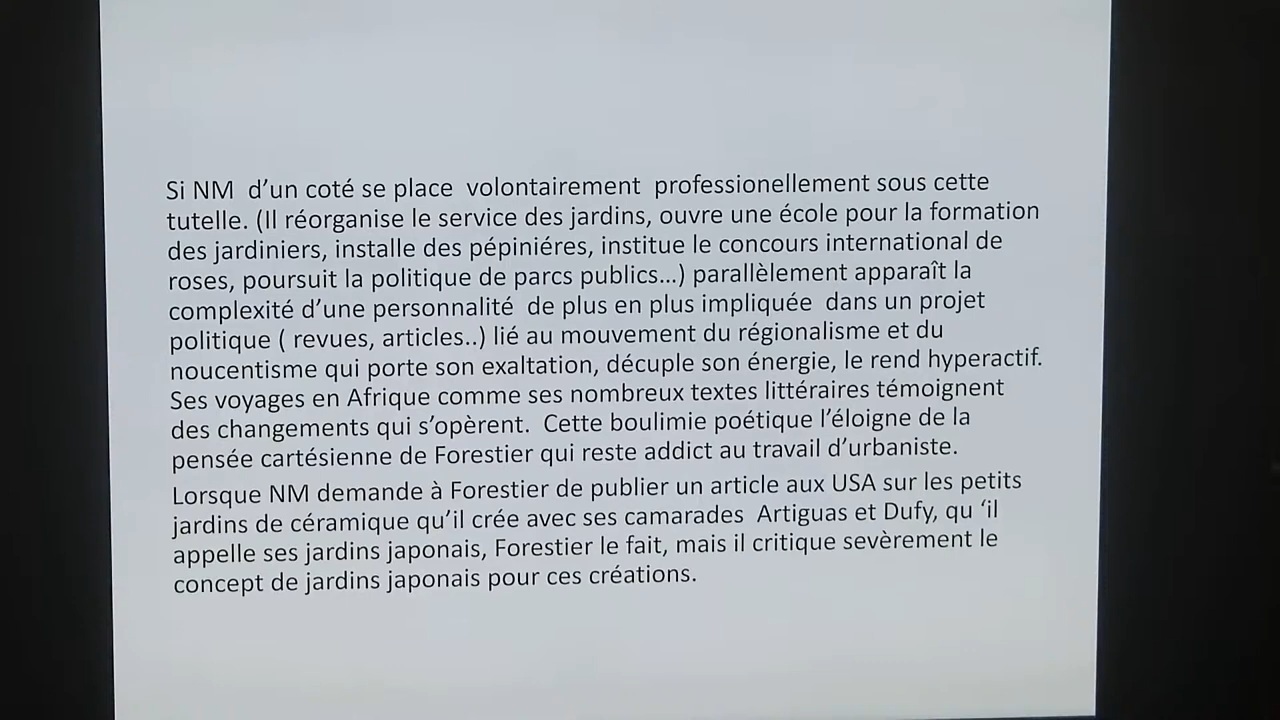 Si NM  d’un coté se place  volontairement  professionellement sous cette
tutelle. (Il réorganise le service des jardins, ouvre une école pour la formation
des jardiniers, installe des pépiniéres, institue le concours international de
roses, poursuit la politique de parcs publics…) parallèlement apparaît la
complexité d’une personnalité  de plus en plus impliquée  dans un projet
politique ( revues, articles..) lié au mouvement du régionalisme et du
noucentisme qui porte son exaltation, décuple son énergie, le rend hyperactif.
Ses voyages en Afrique comme ses nombreux textes littéraires témoignent
des changements qui s’opèrent.  Cette boulimie poétique l’éloigne de la
pensée cartésienne de Forestier qui reste addict au travail d’urbaniste.
Lorsque NM demande à Forestier de publier un article aux USA sur les petits
jardins de céramique qu’il crée avec ses camarades  Artiguas et Dufy, qu ‘il
appelle ses jardins japonais, Forestier le fait, mais il critique sevèrement le
concept de jardins japonais pour ces créations.